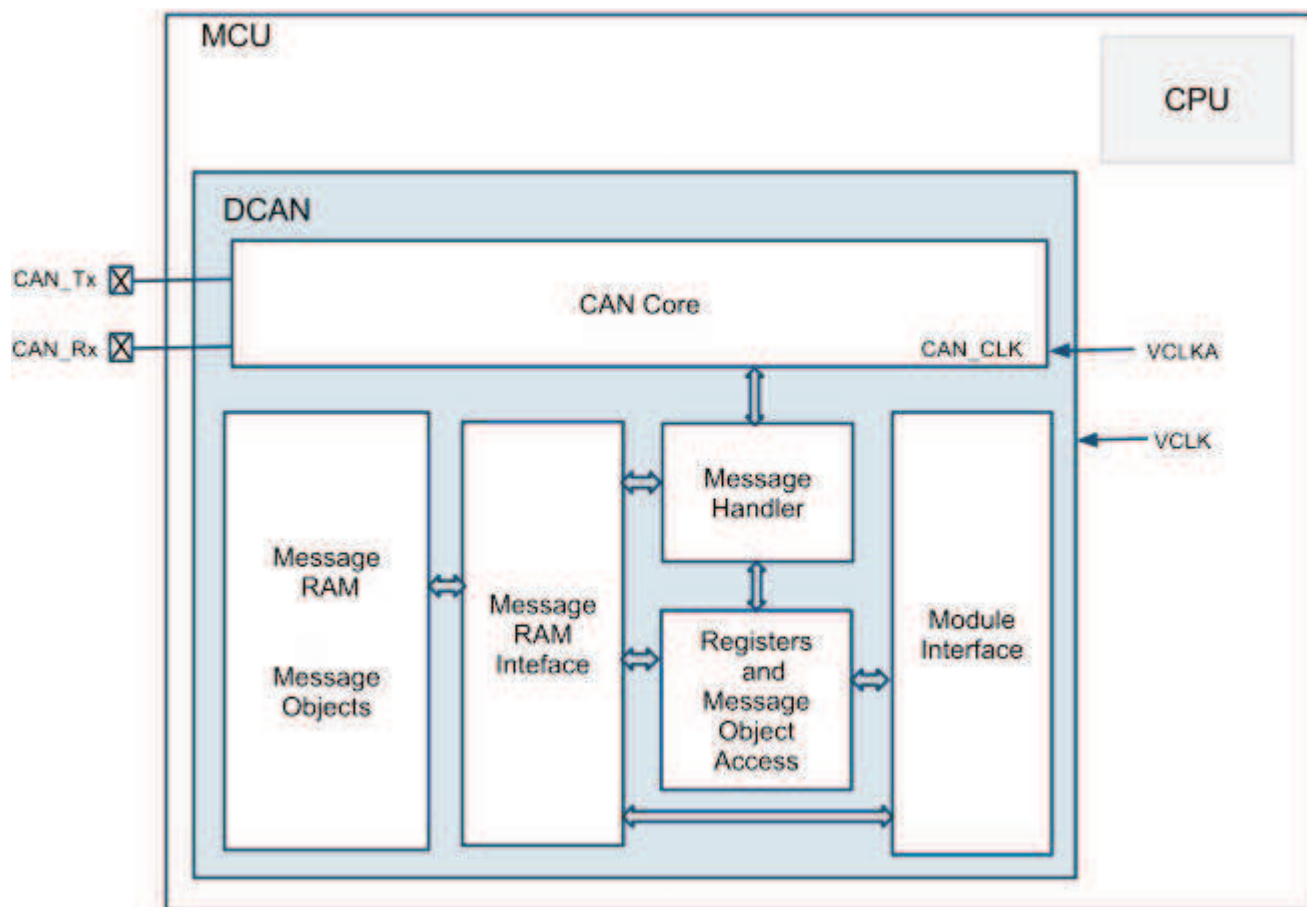 MCU
CPU
DCAN
CAN_Tx
CAN Core
CAN_Rx
CAN_CLK
VCLKA
VCLK
Message
Handler
Message
RAM
Message
Objects
Message
RAM
Inteface
Registers
and
Message
Object
Access
Module
Interface